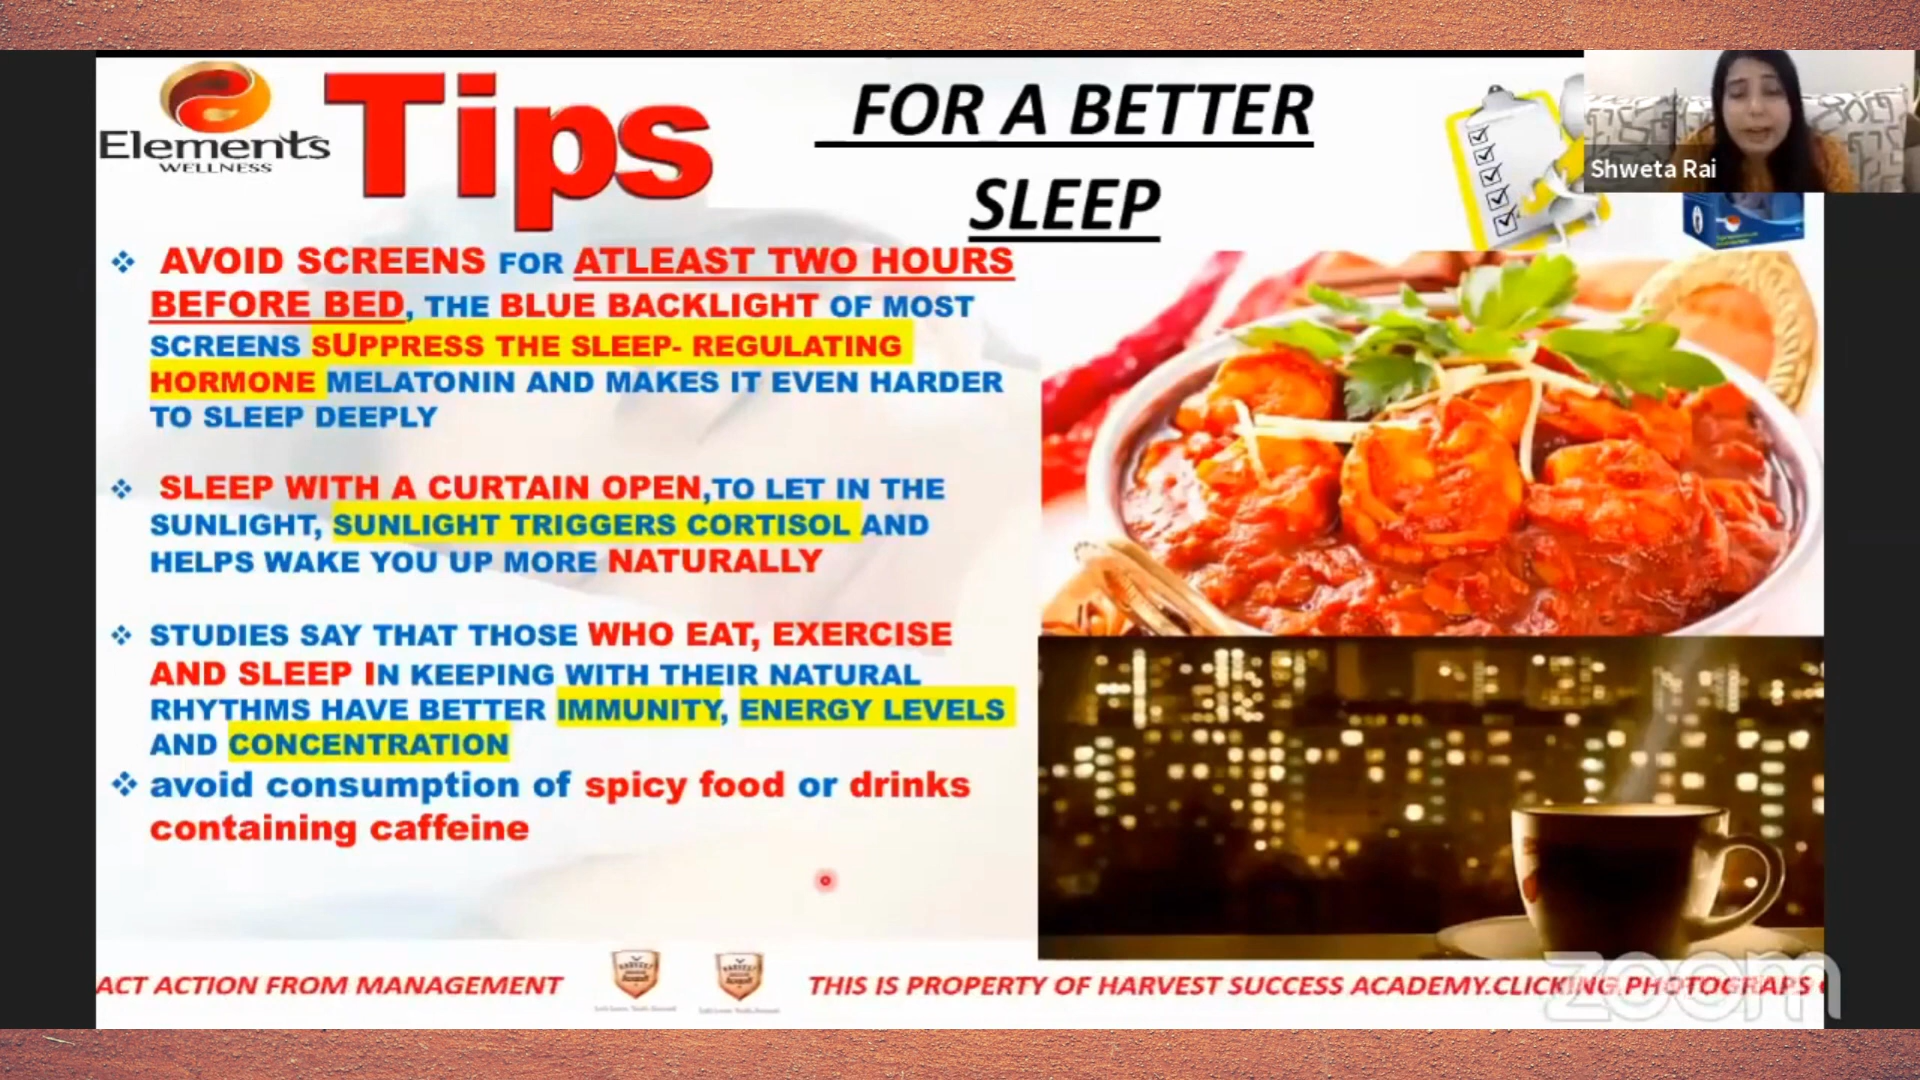 Elements
WELLNESS
Tips
FOR A BETTER
SLEEP
Shweta Rai
❖ AVOID SCREENS FOR ATLEAST TWO HOURS
BEFORE BED, THE BLUE BACKLIGHT OF MOST
SCREENS SUPPRESS THE SLEEP- REGULATING
HORMONE MELATONIN AND MAKES IT EVEN HARDER
TO SLEEP DEEPLY
❖ SLEEP WITH A CURTAIN OPEN,TO LET IN THE
SUNLIGHT, SUNLIGHT TRIGGERS CORTISOL AND
HELPS WAKE YOU UP MORE NATURALLY
❖ STUDIES SAY THAT THOSE WHO EAT, EXERCISE
AND SLEEP IN KEEPING WITH THEIR NATURAL
RHYTHMS HAVE BETTER IMMUNITY, ENERGY LEVELS
AND CONCENTRATION
❖ avoid consumption of spicy food or drinks
containing caffeine
ACT ACTION FROM MANAGEMENT
HARVEST
HARVEST
THIS IS PROPERTY OF HARVEST SUCCESS ACADEMY.CLICKING PHOTOGRAPS
zoom